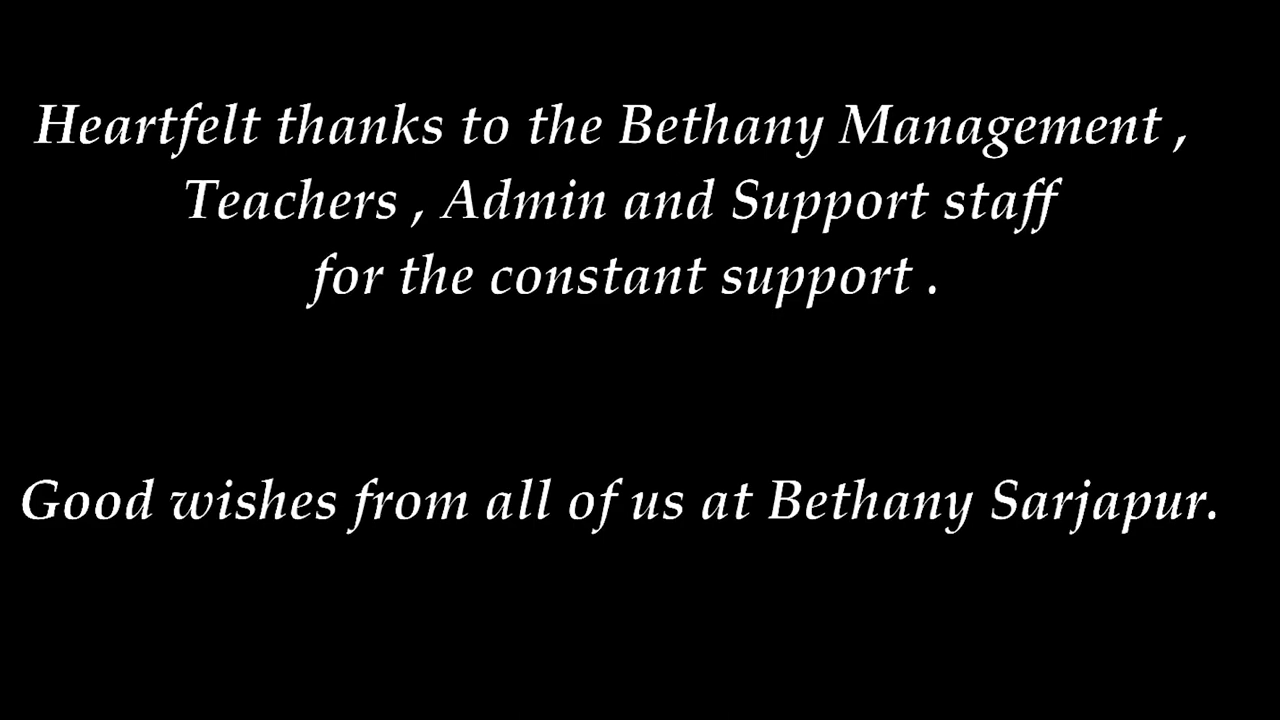 Heartfelt thanks to the Bethany Management ,
Teachers , Admin and Support staff
for the constant support .
Good wishes from all of us at Bethany Sarjapur.